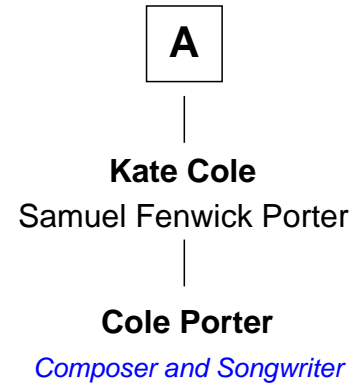 A
Kate Cole
Samuel Fenwick Porter
Cole Porter
Composer and Songwriter